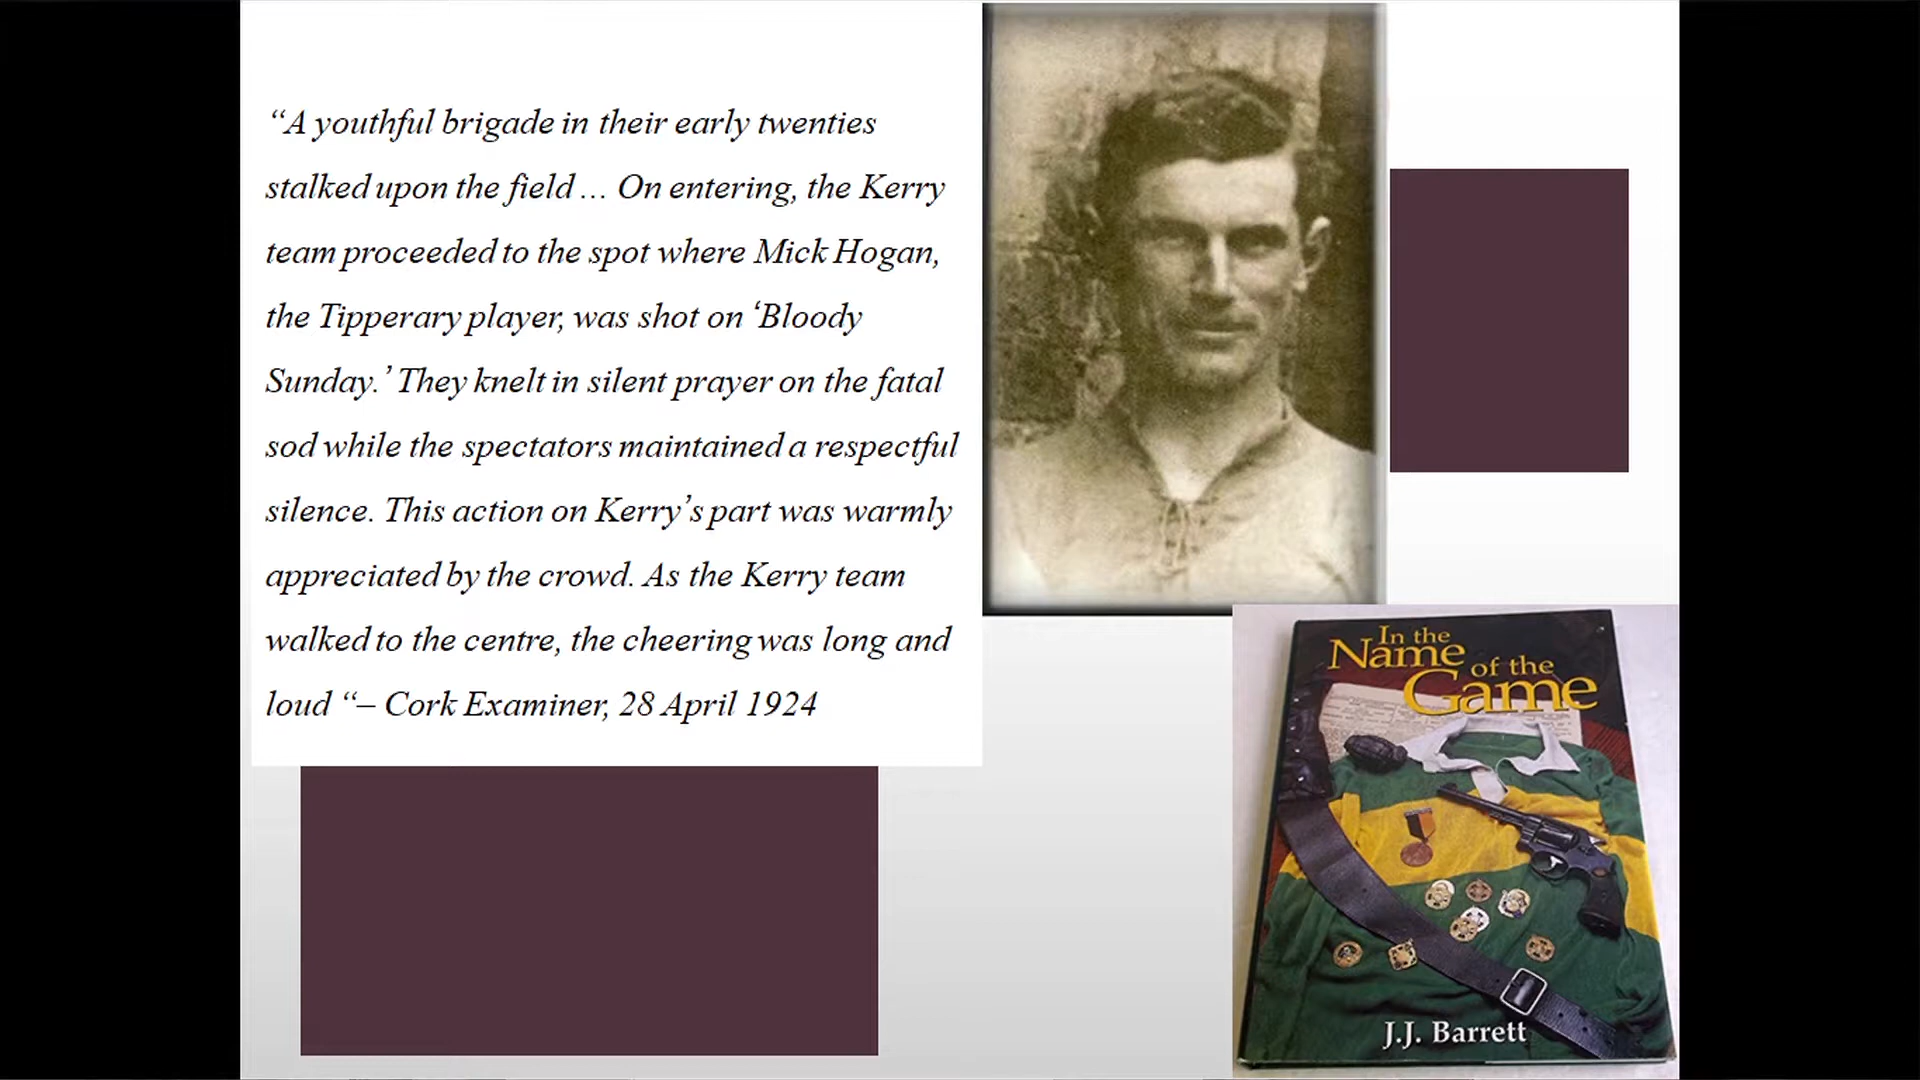 “A youthful brigade in their early twenties
stalked upon the field ... On entering, the Kerry
team proceeded to the spot where Mick Hogan,
the Tipperary player, was shot on ‘Bloody
Sunday.’ They knelt in silent prayer on the fatal
sod while the spectators maintained a respectful
silence. This action on Kerry’s part was warmly
appreciated by the crowd. As the Kerry team
walked to the centre, the cheering was long and
loud “– Cork Examiner, 28 April 1924
In the
Name of the
Game
J.J. Barrett